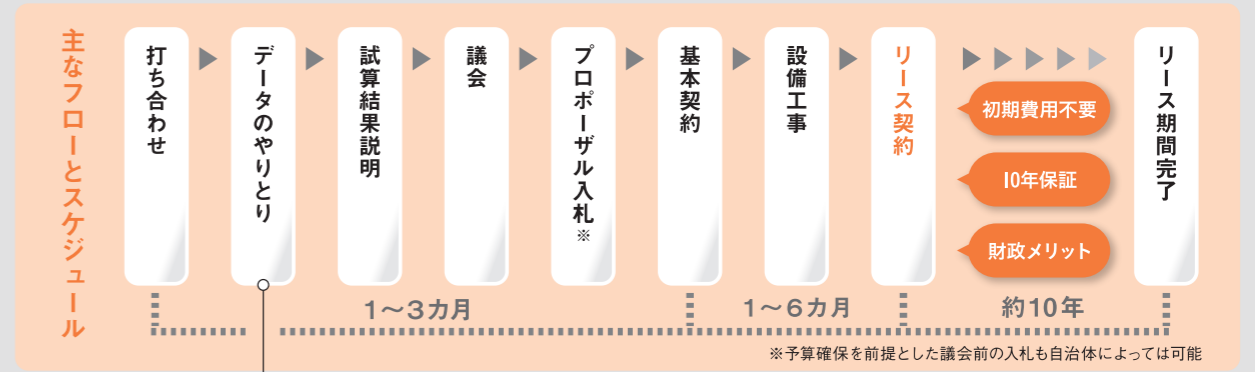 主なフローとスケジュール
打ち合わせ
データのやりとり
試算結果説明
議会
プロポーザル入札※
基本契約
設備工事
リース契約
初期費用不要
10年保証
財政メリット
リース期間完了
1〜3カ月
1〜6カ月
約10年
※予算確保を前提とした議会前の入札も自治体によっては可能